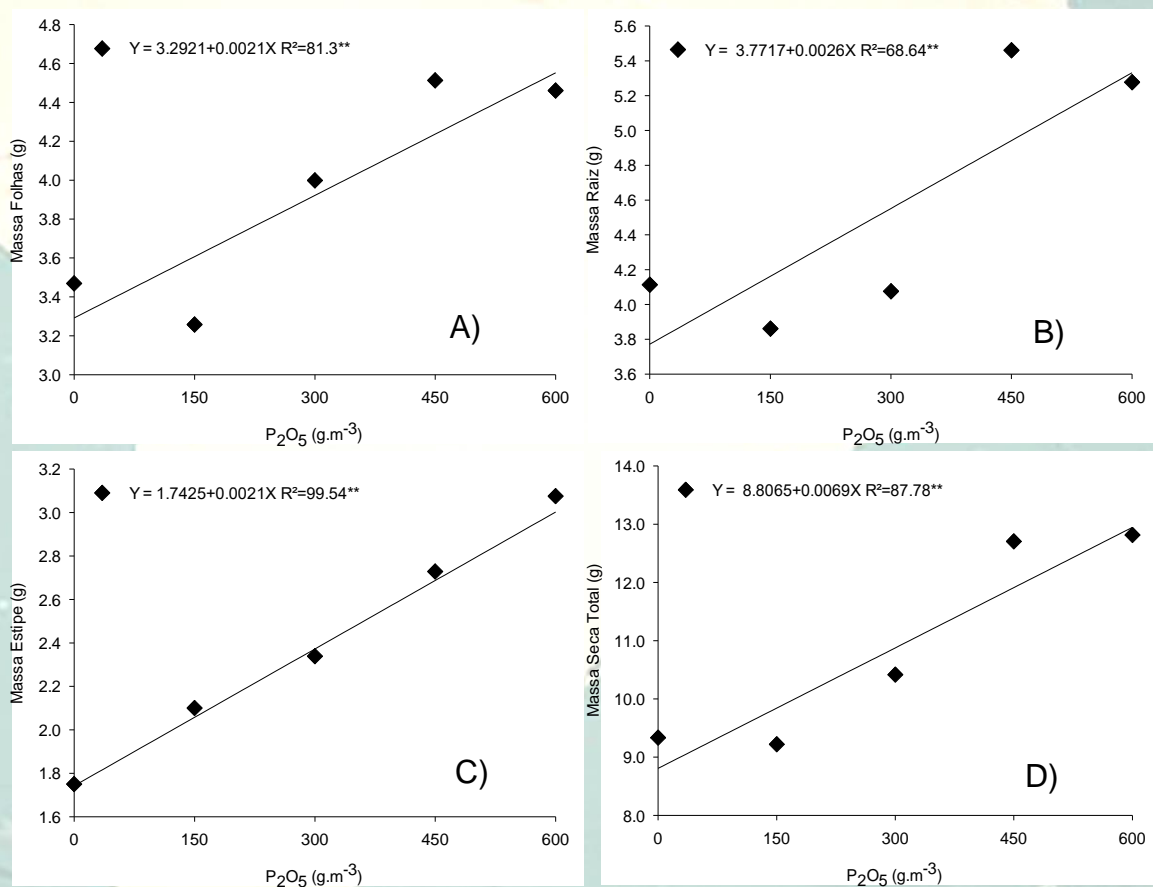 Y = 3.2921+0.0021X R²=81.3**
Massa Folhas (g)
4.8
4.6
4.4
4.2
4.0
3.8
3.6
3.4
3.2
3.0
A)
0 150 300 450 600
P₂O₅ (g.m⁻³)
Y = 3.7717+0.0026X R²=68.64**
Massa Raiz (g)
5.6
5.4
5.2
5.0
4.8
4.6
4.4
4.2
4.0
3.8
3.6
B)
0 150 300 450 600
P₂O₅ (g.m⁻³)
Y = 1.7425+0.0021X R²=99.54**
Massa Estipe (g)
3.2
3.0
2.8
2.6
2.4
2.2
2.0
1.8
1.6
C)
0 150 300 450 600
P₂O₅ (g.m⁻³)
Y = 8.8065+0.0069X R²=87.78**
Massa Seca Total (g)
14.0
13.0
12.0
11.0
10.0
9.0
8.0
D)
0 150 300 450 600
P₂O₅ (g.m⁻³)